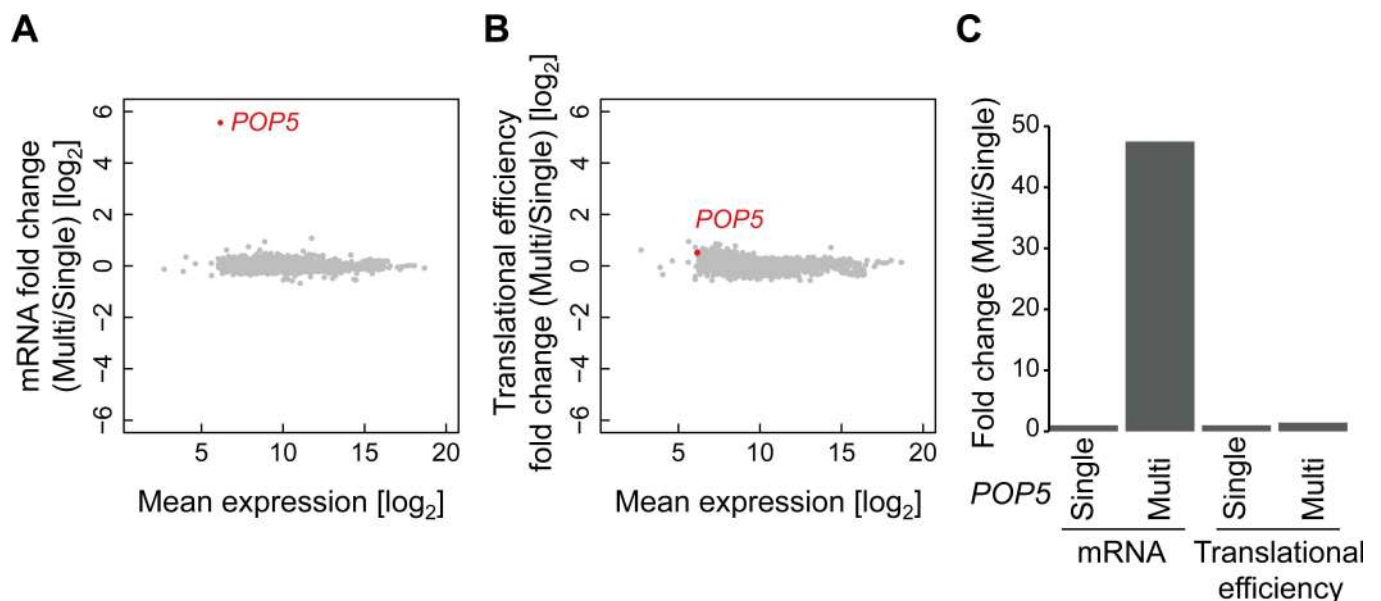 A
mRNA fold change
(Multi/Single) [log2]
6
4
2
0
−2
−4
−6
POP5
5
10
15
20
Mean expression [log2]
B
Translational efficiency
fold change (Multi/Single) [log2]
6
4
2
0
−2
−4
−6
POP5
5
10
15
20
Mean expression [log2]
C
Fold change (Multi/Single)
50
40
30
20
10
0
POP5
Single
Multi
Single
Multi
mRNA
Translational
efficiency